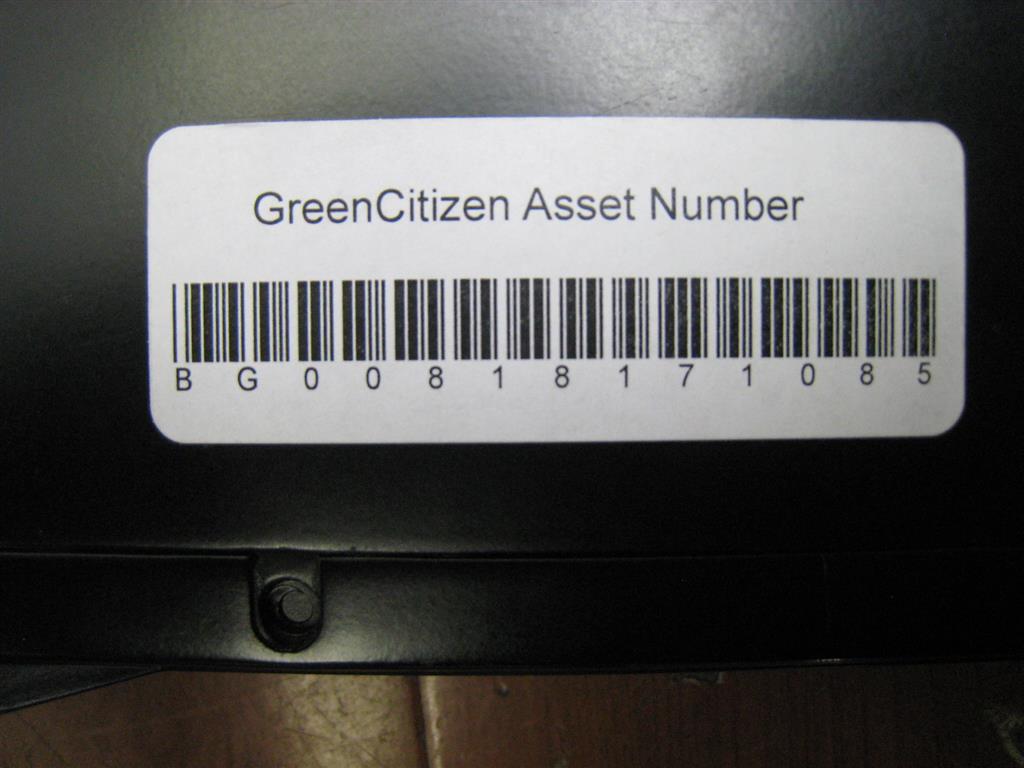 GreenCitizen Asset Number
B G 0 0 8 1 8 1 7 1 0 8 5